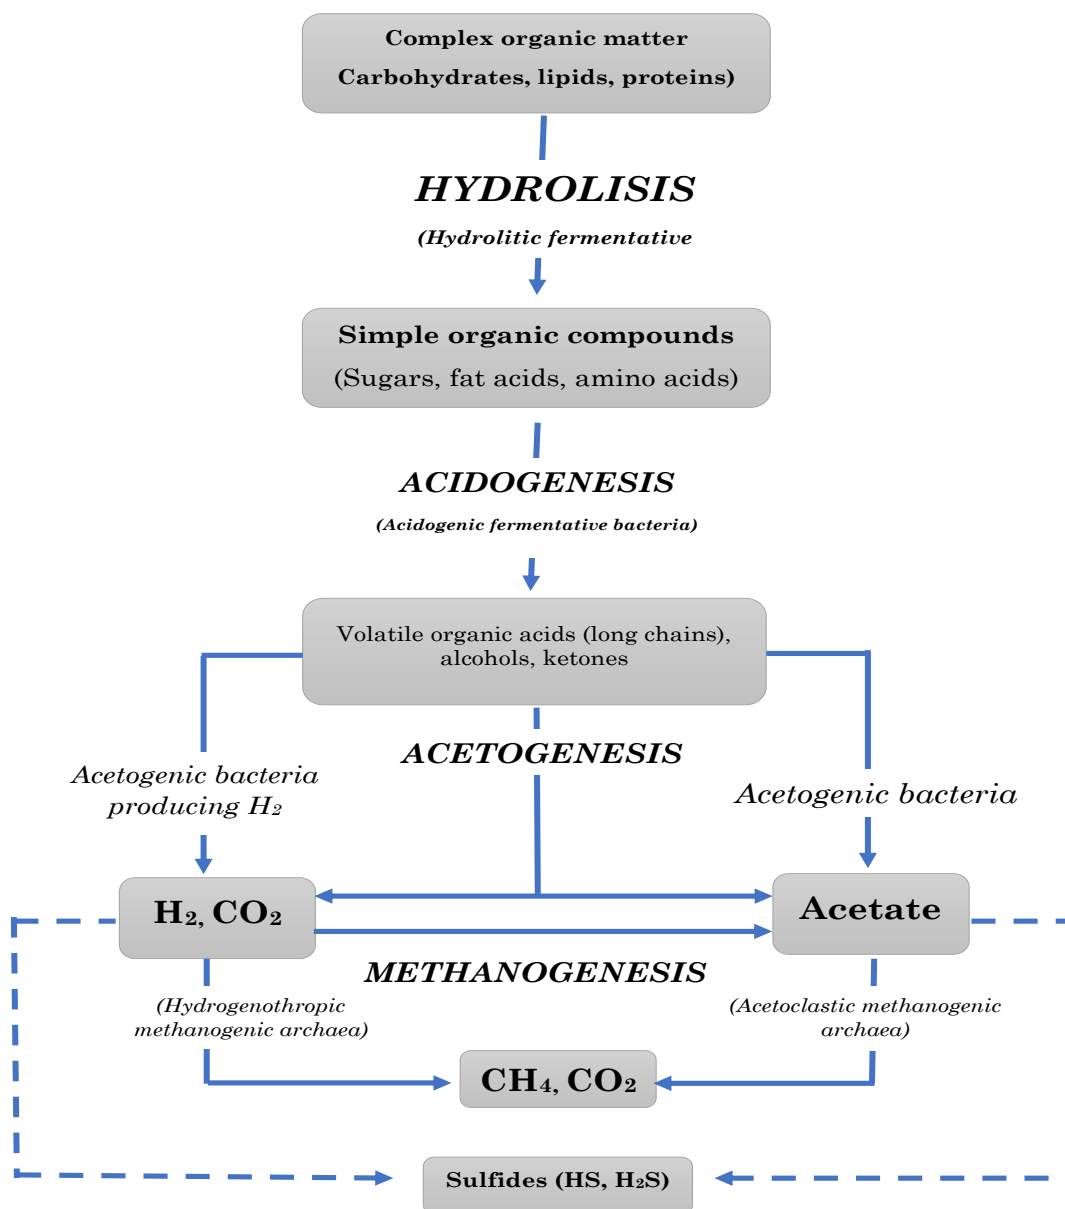 Complex organic matter
Carbohydrates, lipids, proteins)
HYDROLISIS
(Hydrolitic fermentative
Simple organic compounds
(Sugars, fat acids, amino acids)
ACIDOGENESIS
(Acidogenic fermentative bacteria)
Volatile organic acids (long chains),
alcohols, ketones
ACETOGENESIS
Acetogenic bacteria
producing H₂
Acetogenic bacteria
H₂, CO₂
Acetate
METHANOGENESIS
(Hydrogenothropic
methanogenic archaea)
(Acetoclastic methanogenic
archaea)
CH₄, CO₂
Sulfides (HS, H₂S)